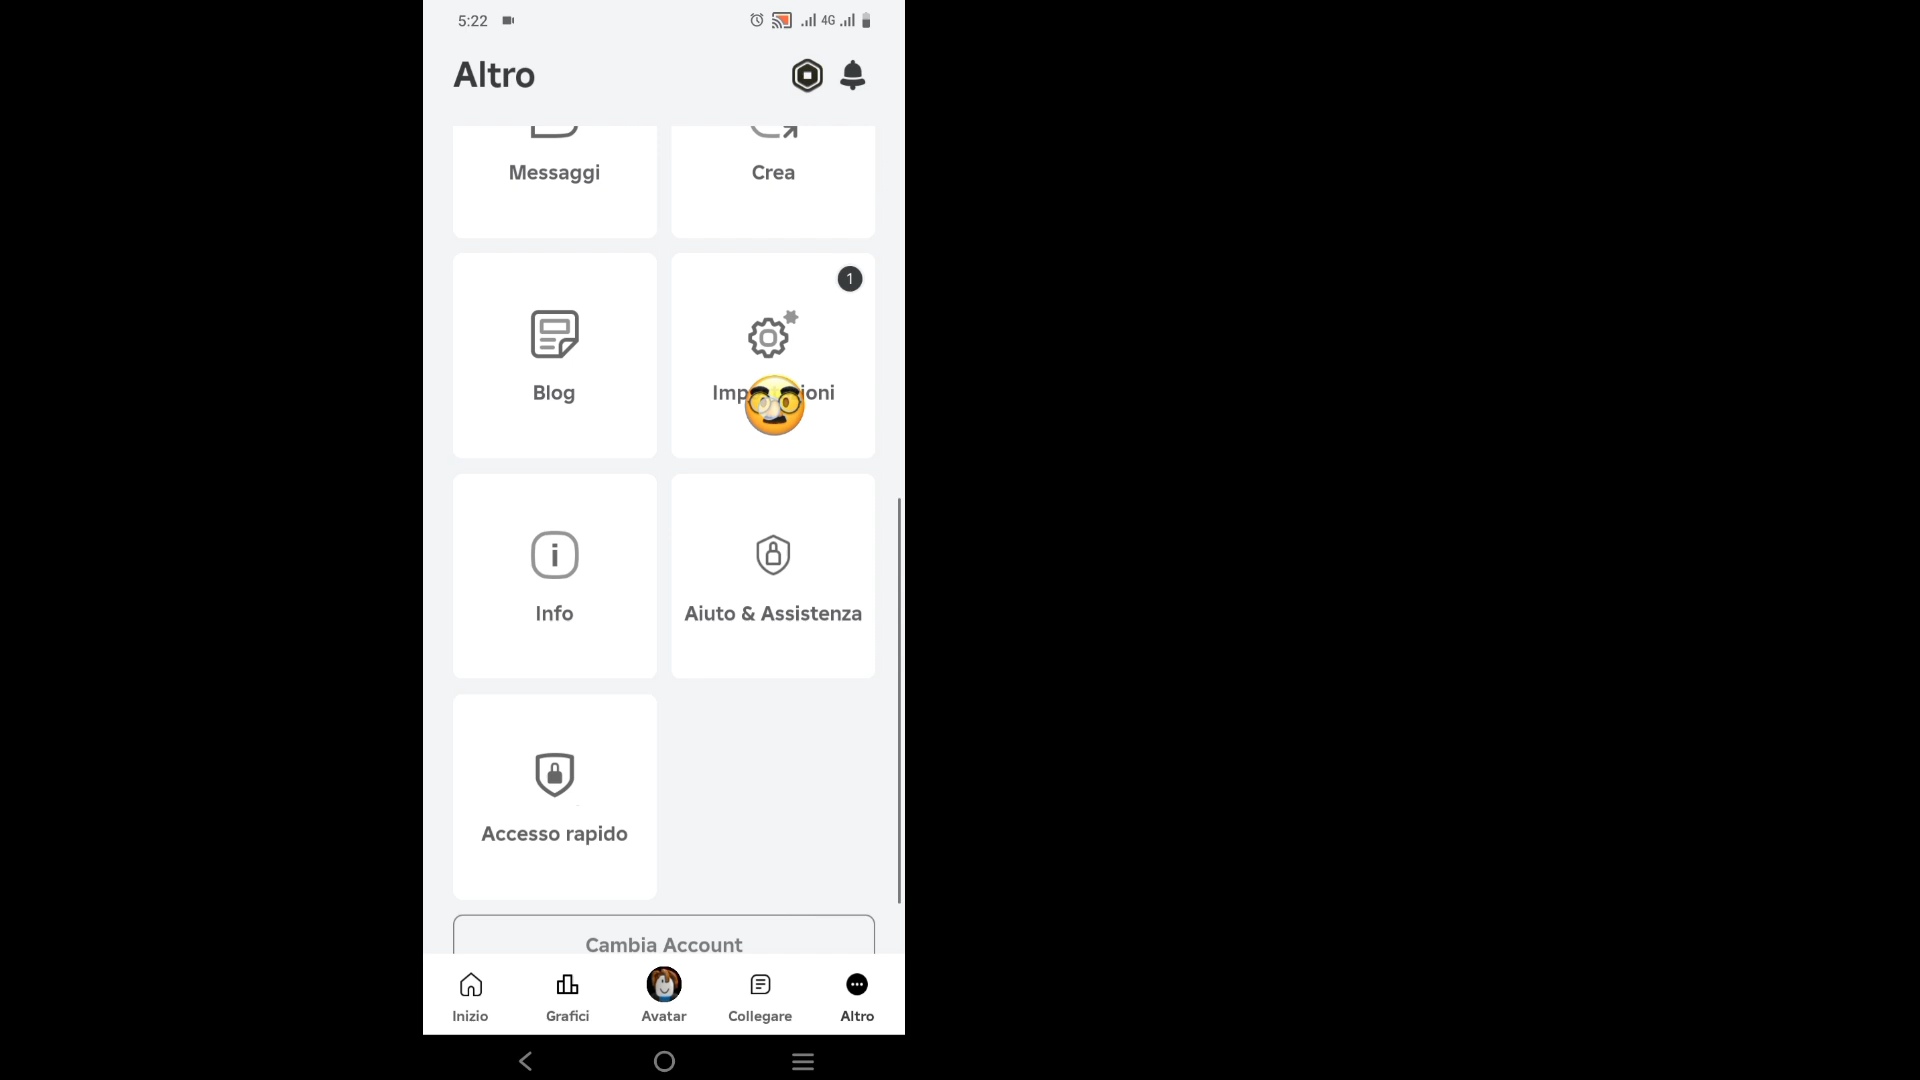 5:22
4G
Altro
Messaggi
Crea
1
Blog
Info
Aiuto & Assistenza
Accesso rapido
Cambia Account
Inizio
Grafici
Avatar
Collegare
Altro